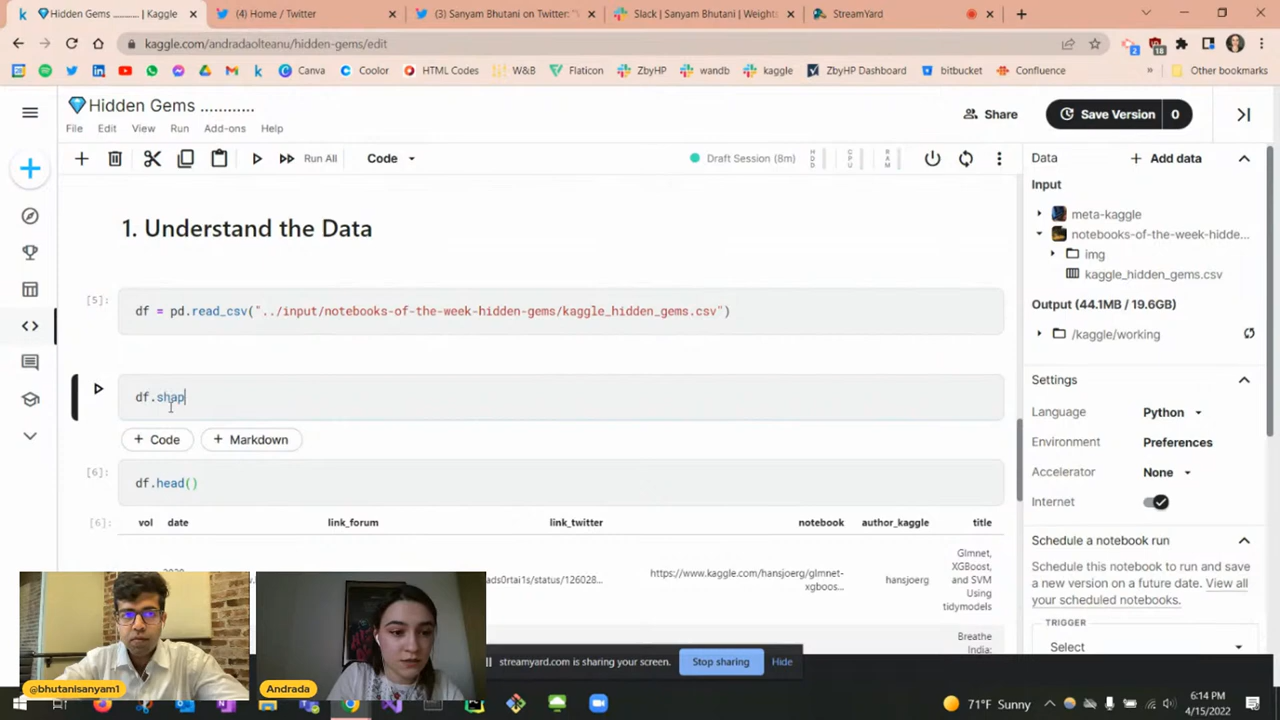 Hidden Gems ............ | Kaggle
(4) Home / Twitter
(3) Sanyam Bhutani on Twitter: "
Slack | Sanyam Bhutani | Weights
StreamYard
kaggle.com/andradaolteanu/hidden-gems/edit
2
18
Canva
Coolor
HTML Codes
W&B
Flaticon
ZbyHP
wandb
kaggle
ZbyHP Dashboard
bitbucket
Confluence
Other bookmarks
Hidden Gems ............
File Edit View Run Add-ons Help
Share
Save Version 0
Run All
Code
Draft Session (8m)
HDD
CPU
RAM
Data
Add data
Input
meta-kaggle
notebooks-of-the-week-hidde...
img
kaggle_hidden_gems.csv
Output (44.1MB / 19.6GB)
/kaggle/working
Settings
Language Python
Environment Preferences
Accelerator None
Internet
Schedule a notebook run
Schedule this notebook to run and save
a new version on a future date. View all
your scheduled notebooks.
TRIGGER
Select
1. Understand the Data
[5]:
df = pd.read_csv("../input/notebooks-of-the-week-hidden-gems/kaggle_hidden_gems.csv")
df.shap
+ Code
+ Markdown
[6]:
df.head()
[6]:
vol date link_forum link_twitter notebook author_kaggle title
ads0rtai1s/status/126028...
https://www.kaggle.com/hansjoerg/glmnet-
xgboos...
hansjoerg
Glmnet,
XGBoost,
and SVM
Using
tidymodels
Breathe
India:
@bhutanisanyam1
Andrada
streamyard.com is sharing your screen.
Stop sharing
Hide
71°F Sunny
6:14 PM
4/15/2022